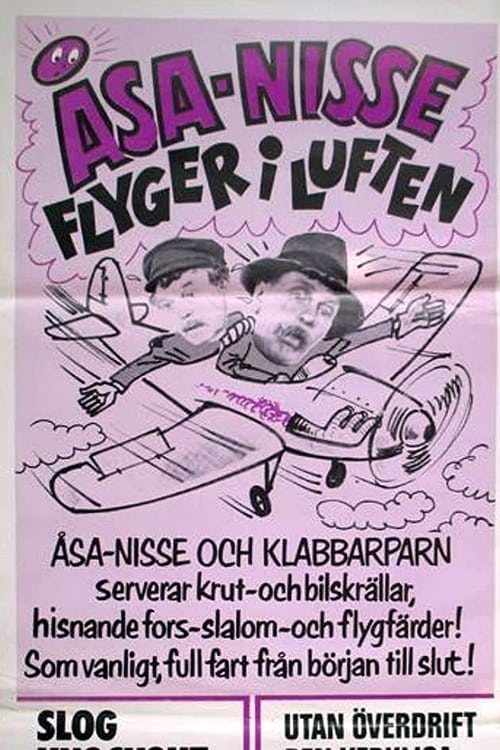 ÅSA-NISSE
FLYGER i LUFTEN
ÅSA-NISSE OCH KLABBARPARN
serverar krut-och bilskrällar,
hisnande fors-slalom-och flygfärder!
Som vanligt, full fart från början till slut!
SLOG
UTAN ÖVERDRIFT